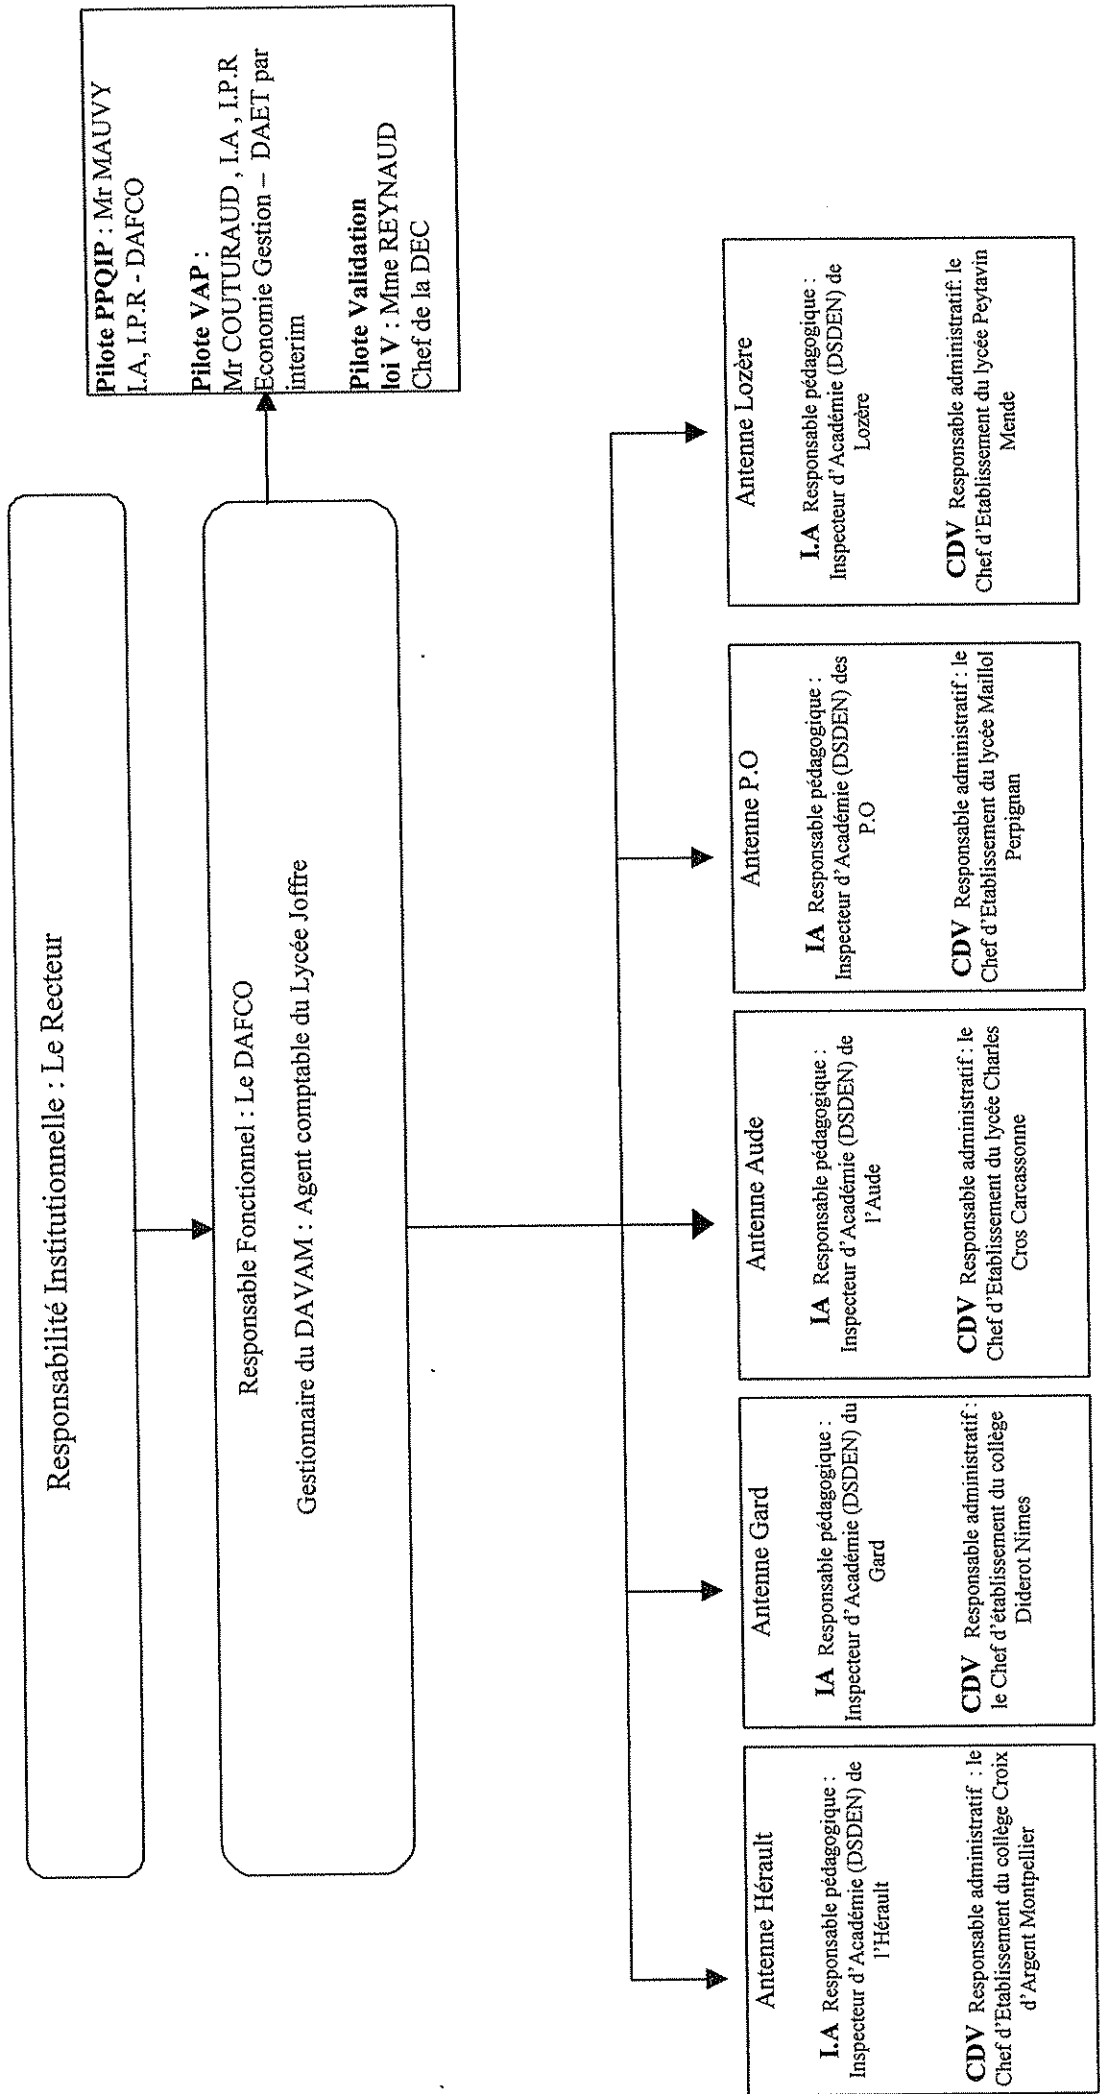 Responsabilité Institutionnelle : Le Recteur
Responsable Fonctionnel : Le DAFCO
Gestionnaire du DAVAM : Agent comptable du Lycée Joffre
Pilote PPQIP : Mr MAUVY
I.A, I.P.R - DAFCO
Pilote VAP :
Mr COUTURAUD , I.A , I.P.R
Economie Gestion – DAET par
interim
Pilote Validation
loi V : Mme REYNAUD
Chef de la DEC
Antenne Hérault
I.A Responsable pédagogique :
Inspecteur d'Académie (DSDEN) de
l'Hérault
CDV Responsable administratif : le
Chef d'Etablissement du collège Croix
d'Argent Montpellier
Antenne Gard
IA Responsable pédagogique :
Inspecteur d'Académie (DSDEN) du
Gard
CDV Responsable administratif :
le Chef d'établissement du collège
Diderot Nimes
Antenne Aude
IA Responsable pédagogique :
Inspecteur d'Académie (DSDEN) de
l'Aude
CDV Responsable administratif : le
Chef d'Etablissement du lycée Charles
Cros Carcassonne
Antenne P.O
IA Responsable pédagogique :
Inspecteur d'Académie (DSDEN) des
P.O
CDV Responsable administratif : le
Chef d'Etablissement du lycée Maillol
Perpignan
Antenne Lozère
I.A Responsable pédagogique :
Inspecteur d'Académie (DSDEN) de
Lozère
CDV Responsable administratif: le
Chef d'Etablissement du lycée Peytavin
Mende